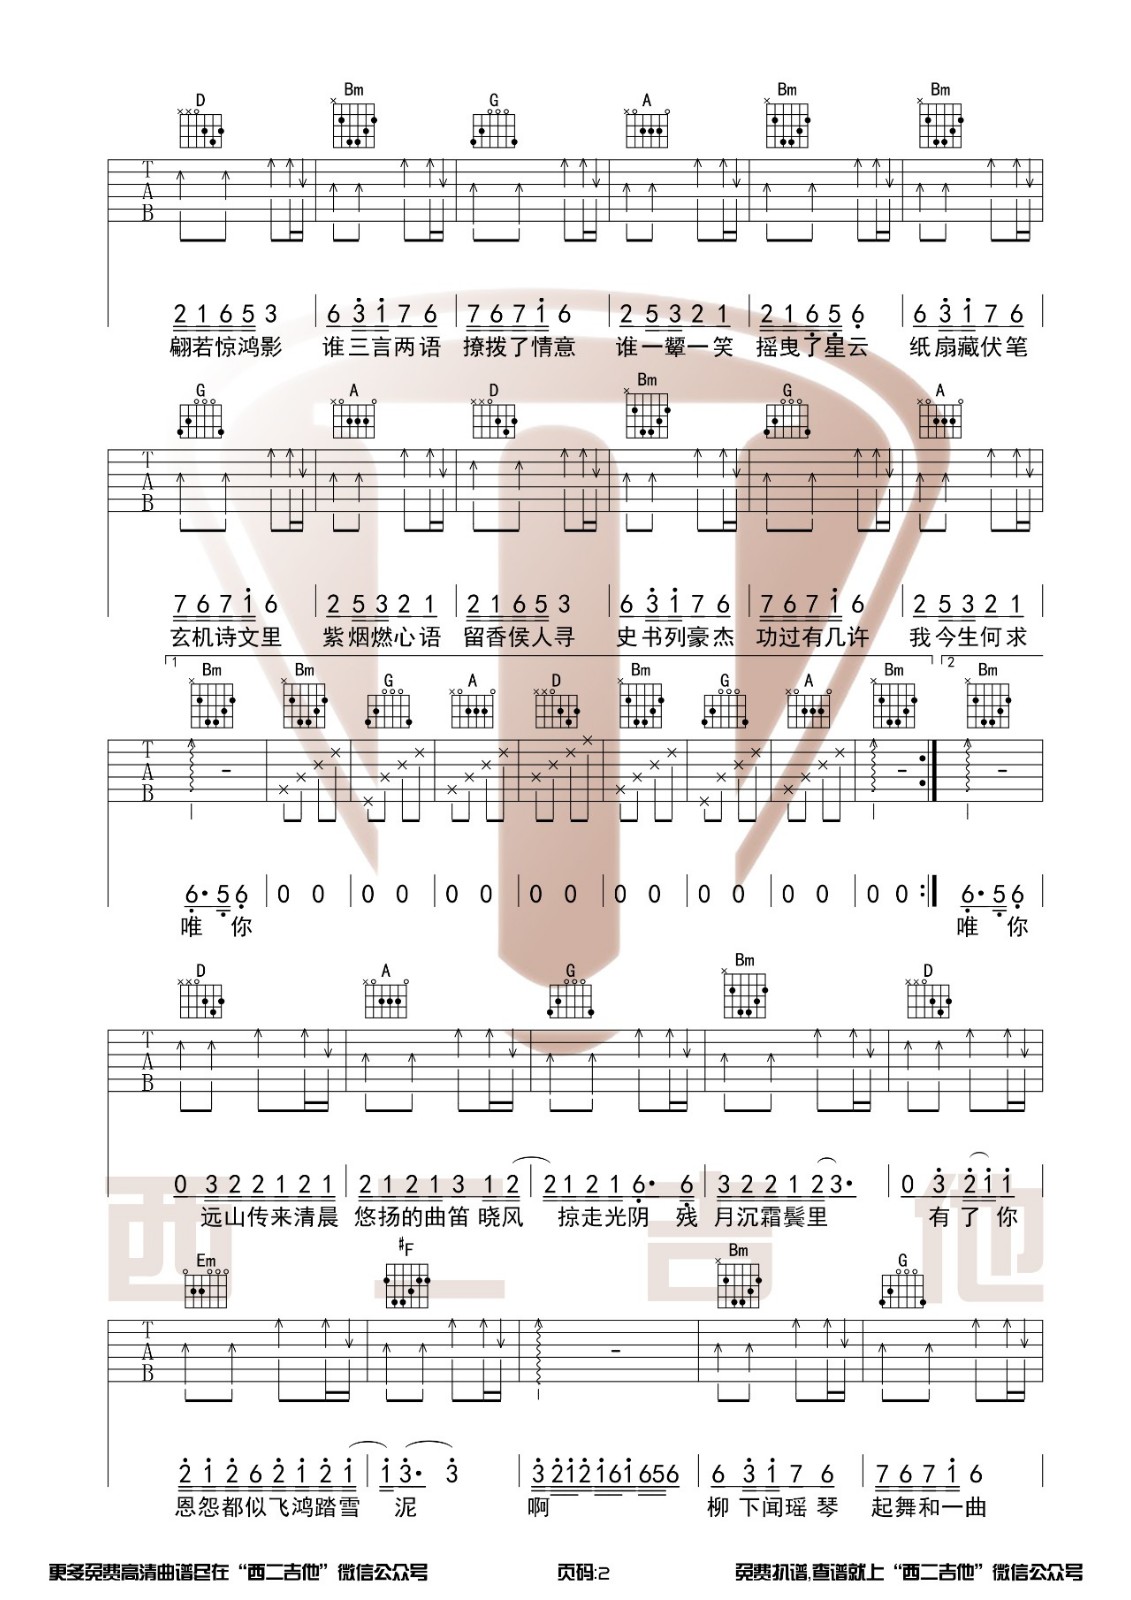 D Bm G A Bm Bm
T
A
B
2 1 6 5 3 6 3 1 7 6 7 6 7 1 6 2 5 3 2 1 2 1 6 5 6 6 3 1 7 6
翩若惊鸿影 谁三言两语 撩拨了情意 谁一颦一笑 摇曳了星云 纸扇藏伏笔
G A D Bm G A
T
A
B
7 6 7 1 6 2 5 3 2 1 2 1 6 5 3 6 3 1 7 6 7 6 7 1 6 2 5 3 2 1
玄机诗文里 紫烟燃心语 留香侯人寻 史书列豪杰 功过有几许 我今生何求
1 2
Bm Bm G A D Bm G A Bm Bm
T
A
B
6· 5 6 0 0 0 0 0 0 0 0 0 0 0 0 0 0 0 0 6· 5 6
唯 你 唯 你
D A G Bm D
T
A
B
0 3 2 2 1 2 1 2 1 2 1 3 1 2 2 1 2 1 6· 6 3 2 2 1 2 3· 0 3 2 1 1
远山传来清晨 悠扬的曲笛 晓风 掠走光阴 残 月沉霜鬓里 有了你
Em #F Bm G
T
A
B
2 1 2 6 2 1 2 1 1 3· 3 3 2 1 2 1 6 1 6 5 6 6 3 1 7 6 7 6 7 1 6
恩怨都似飞鸿踏雪 泥 啊 柳下闻瑶琴 起舞和一曲
西二吉他
更多免费高清曲谱尽在“西二吉他”微信公众号 页码:2 免费扒谱,查谱就上“西二吉他”微信公众号